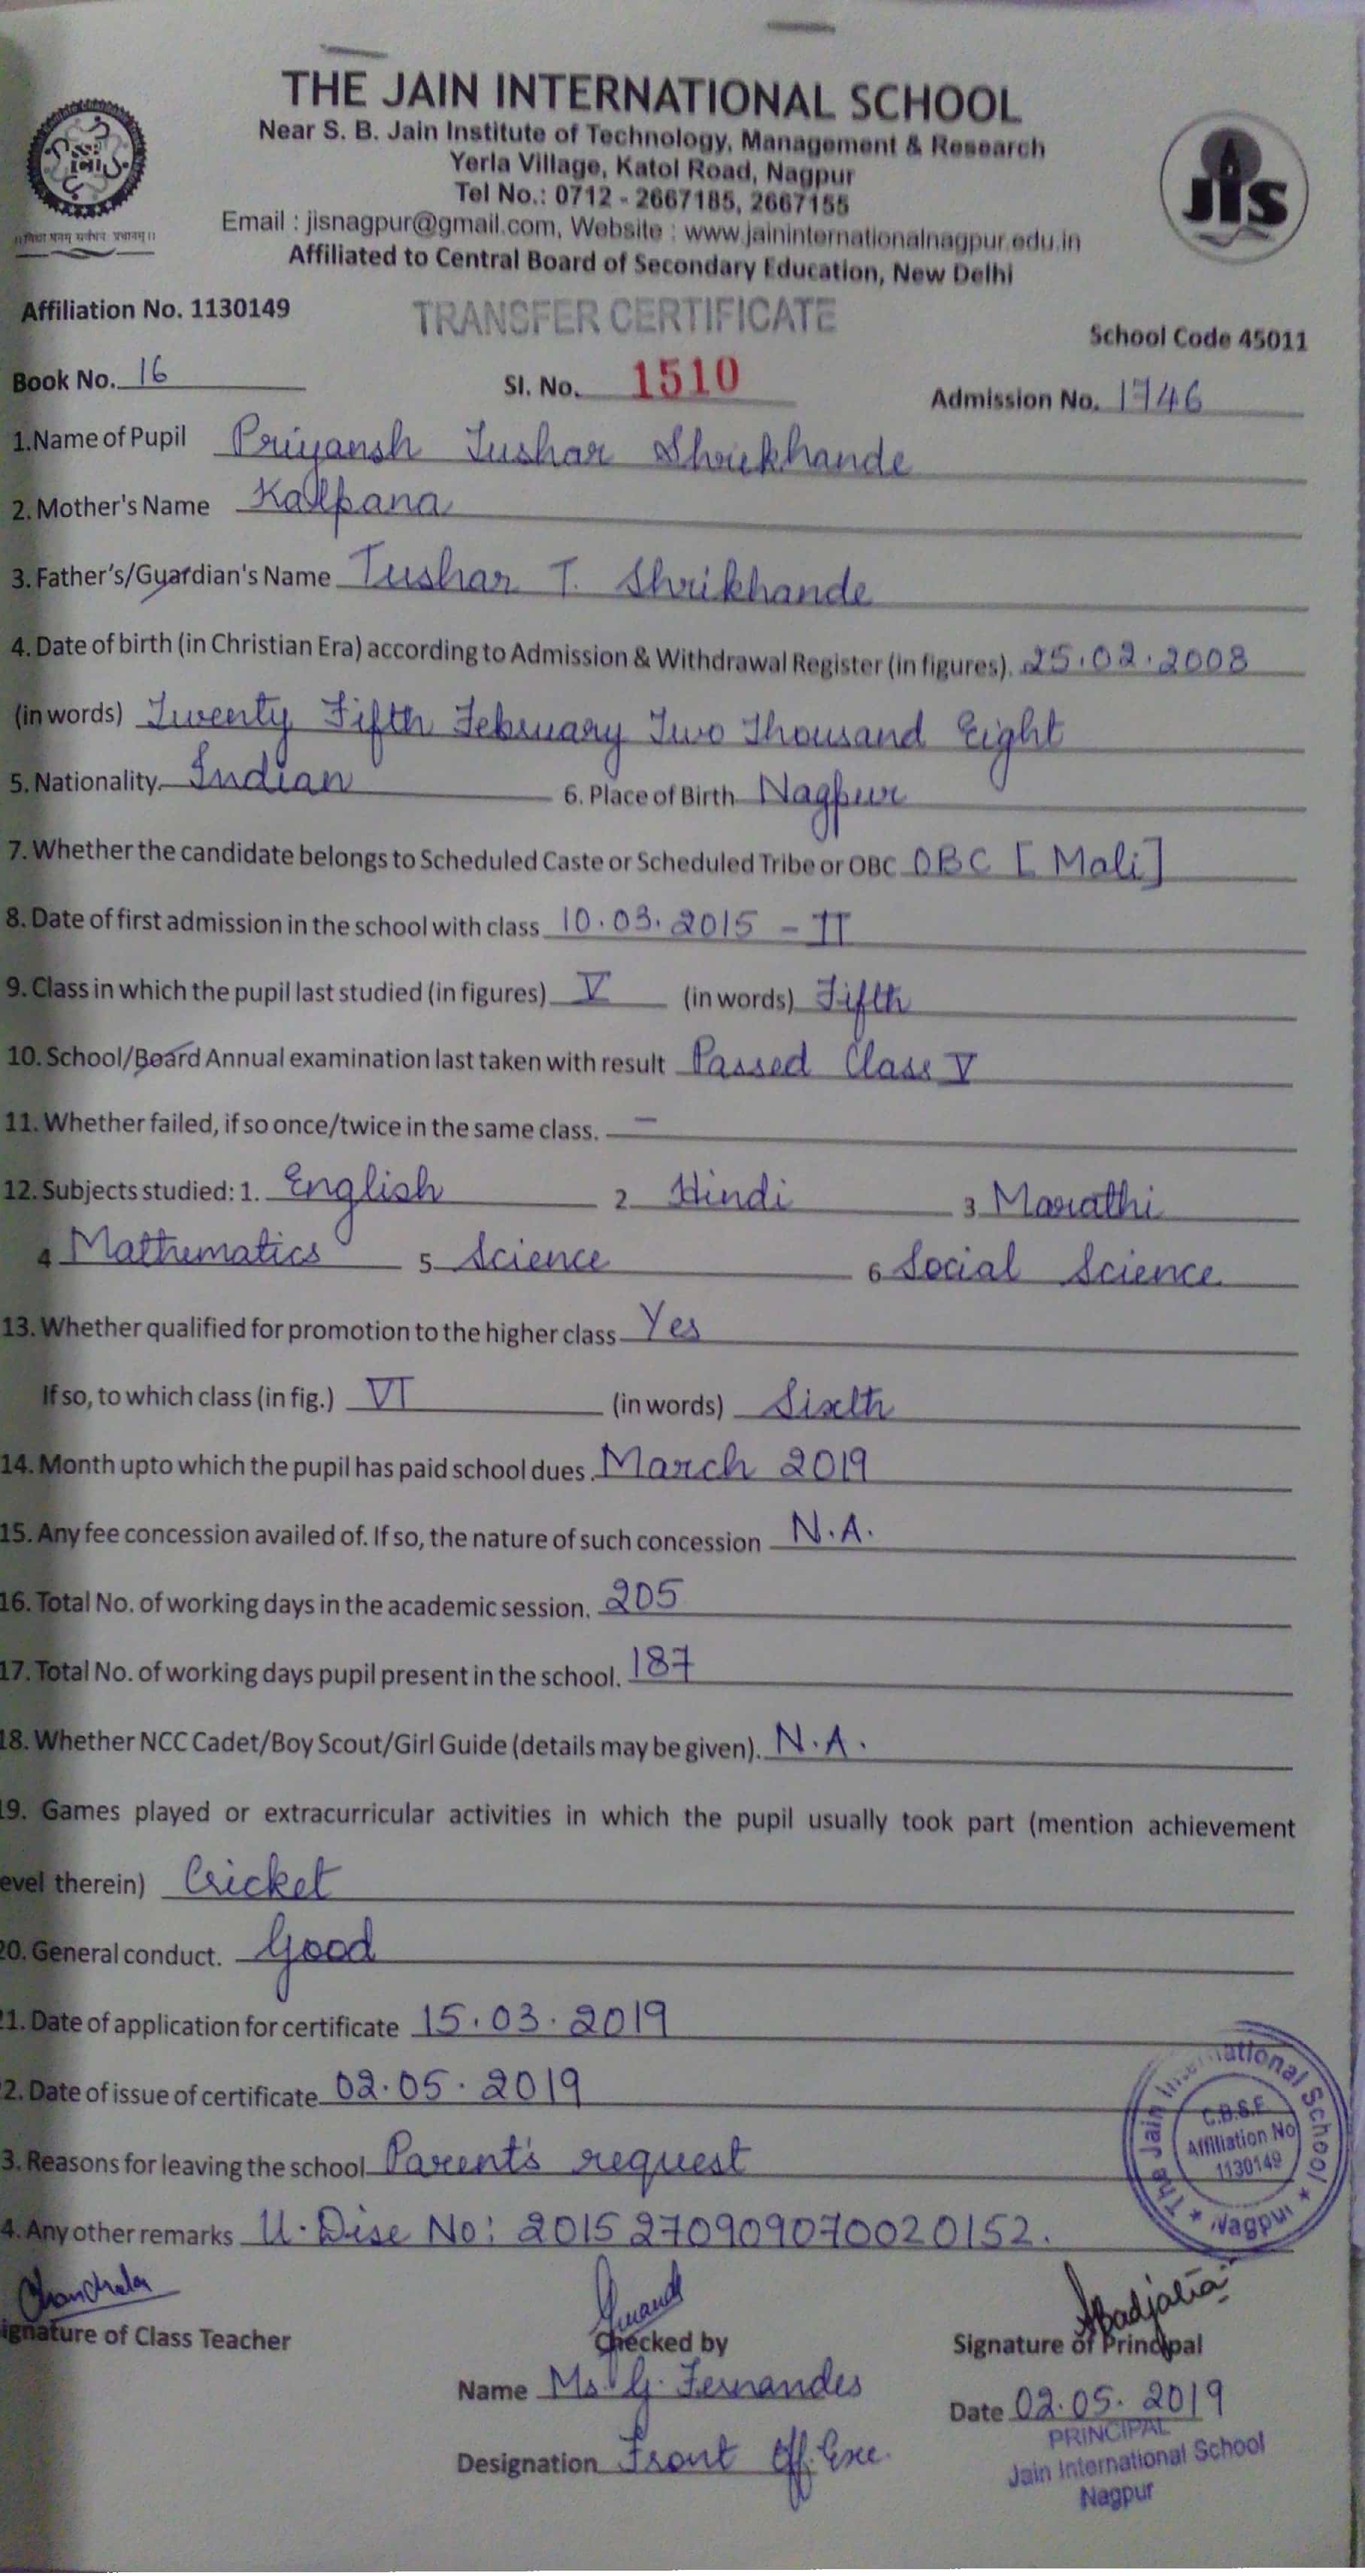 THE JAIN INTERNATIONAL SCHOOL
Near S. B. Jain Institute of Technology, Management & Research
Yerla Village, Katol Road, Nagpur
Tel No.: 0712 - 2667185, 2667155
Email : jisnagpur@gmail.com, Website : www.jaininternationalnagpur.edu.in
Affiliated to Central Board of Secondary Education, New Delhi
JIS
Affiliation No. 1130149 TRANSFER CERTIFICATE School Code 45011
Book No. 16 Sl. No. 1510 Admission No. 1746
1.Name of Pupil Priyansh Tushar Shrikhande
2. Mother's Name Kalpana
3. Father's/Guardian's Name Tushar T. Shrikhande
4. Date of birth (in Christian Era) according to Admission & Withdrawal Register (in figures). 25.02.2008
(in words) Twenty Fifth February Two Thousand Eight
5. Nationality. Indian 6. Place of Birth Nagpur
7. Whether the candidate belongs to Scheduled Caste or Scheduled Tribe or OBC OBC [Mali]
8. Date of first admission in the school with class 10.03.2015 - II
9. Class in which the pupil last studied (in figures) V (in words) Fifth
10. School/Board Annual examination last taken with result Passed Class V
11. Whether failed, if so once/twice in the same class. -
12. Subjects studied: 1. English 2. Hindi 3 Marathi
4 Mathematics 5 Science 6 Social Science
13. Whether qualified for promotion to the higher class Yes
If so, to which class (in fig.) VI (in words) Sixth
14. Month upto which the pupil has paid school dues. March 2019
15. Any fee concession availed of. If so, the nature of such concession N.A.
16. Total No. of working days in the academic session. 205
17. Total No. of working days pupil present in the school. 187
18. Whether NCC Cadet/Boy Scout/Girl Guide (details may be given). N.A.
19. Games played or extracurricular activities in which the pupil usually took part (mention achievement
evel therein) Cricket
20. General conduct. Good
21. Date of application for certificate 15.03.2019
2. Date of issue of certificate 02.05.2019
3. Reasons for leaving the school Parent's request
4. Any other remarks U-Dise No: 2015270909070020152.
The Jain International School
C.B.S.E
Affiliation No
1130149
Nagpur
ignature of Class Teacher Checked by Signature of Principal
Name Ms. G. Fernandes Date 02.05.2019
Designation Front Off. Exe.
PRINCIPAL
Jain International School
Nagpur